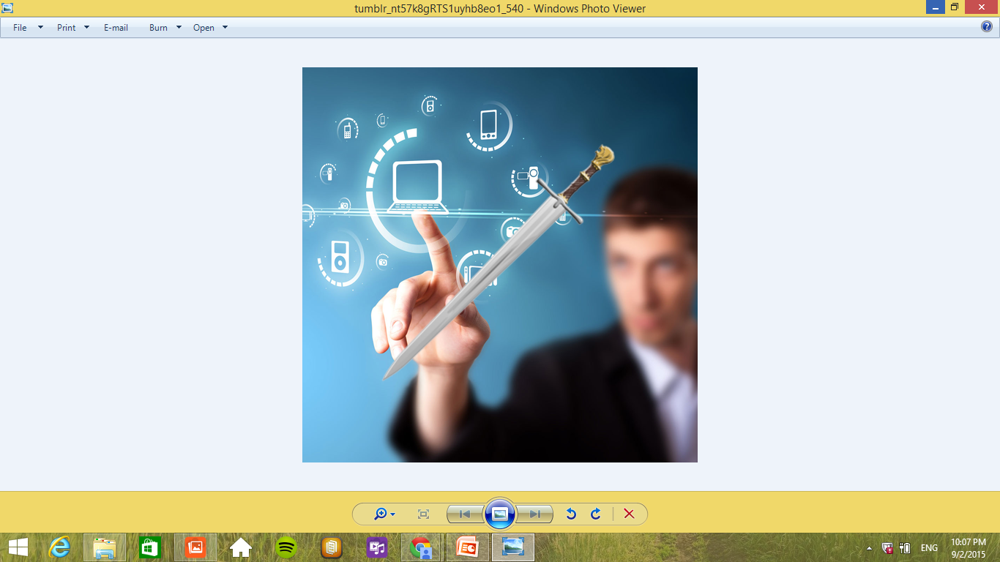 tumblr_nt57k8gRTS1uyhb8eo1_540 - Windows Photo Viewer
File Print E-mail Burn Open
ENG
10:07 PM
9/2/2015